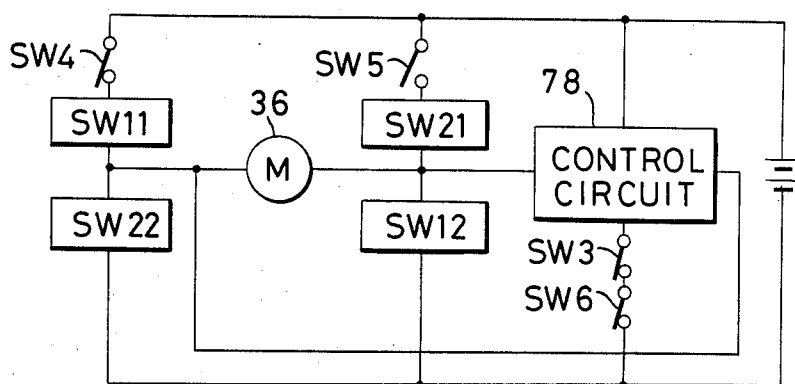 SW4
SW5
78
SW11
36
SW21
M
CONTROL
CIRCUIT
SW22
SW12
SW3
SW6